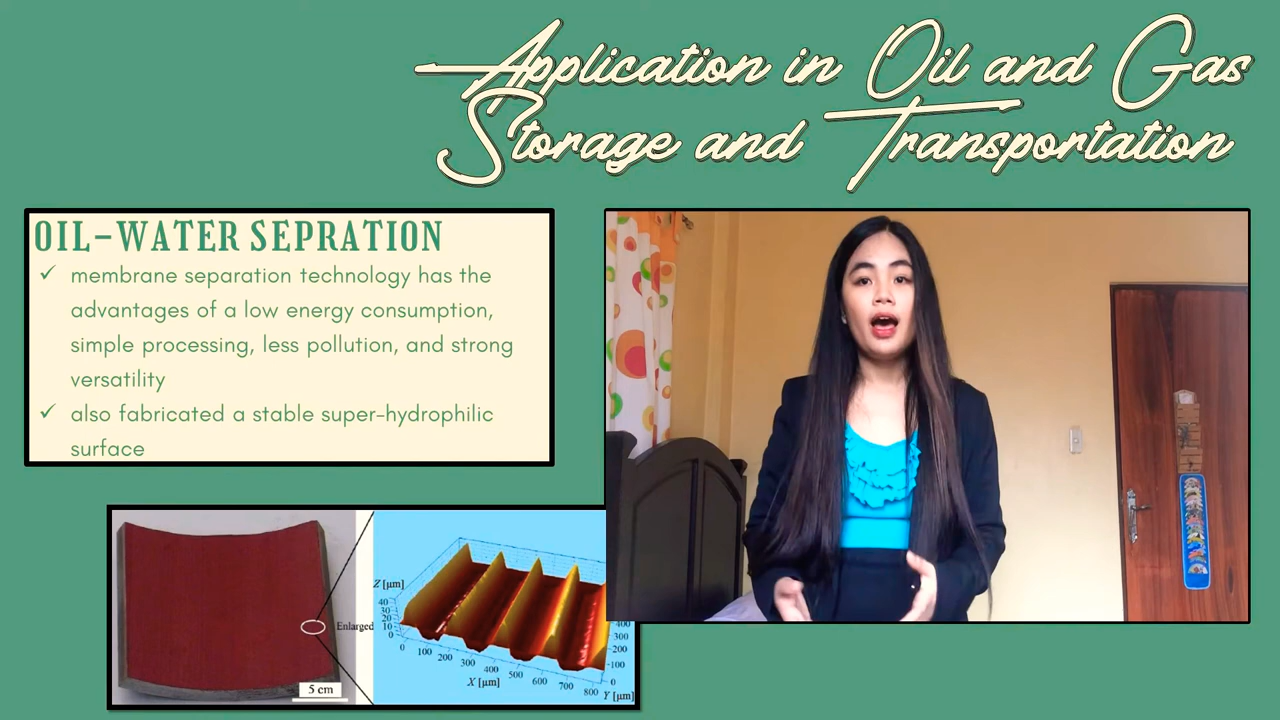 Application in Oil and Gas
Storage and Transportation
OIL-WATER SEPRATION
✓ membrane separation technology has the
advantages of a low energy consumption,
simple processing, less pollution, and strong
versatility
✓ also fabricated a stable super-hydrophilic
surface
Enlarged
5 cm
Z [µm]
40
30
20
10
0
0 100 200 300 400 500 600 700 800
X [µm]
400
300
200
100
0
Y [µm]